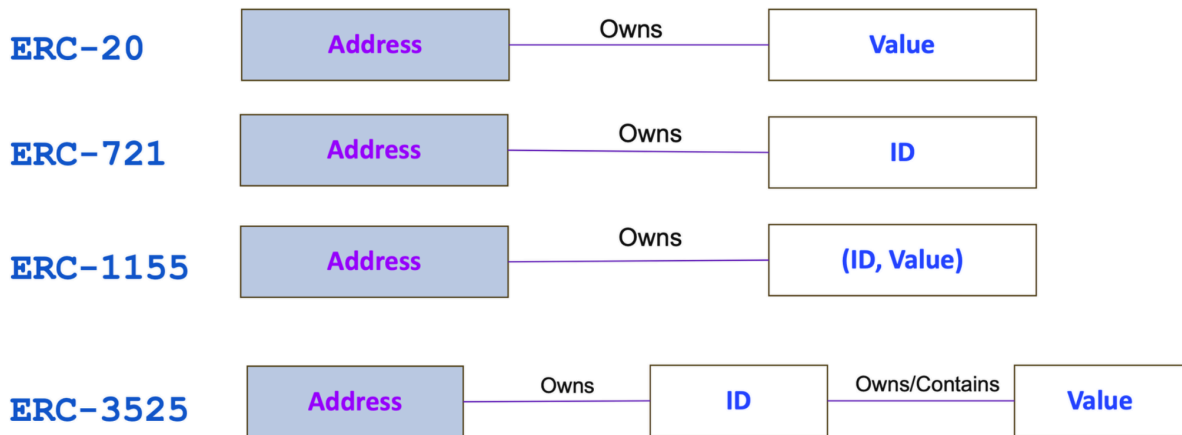 ERC-20 Address Owns Value
ERC-721 Address Owns ID
ERC-1155 Address Owns (ID, Value)
ERC-3525 Address Owns ID Owns/Contains Value